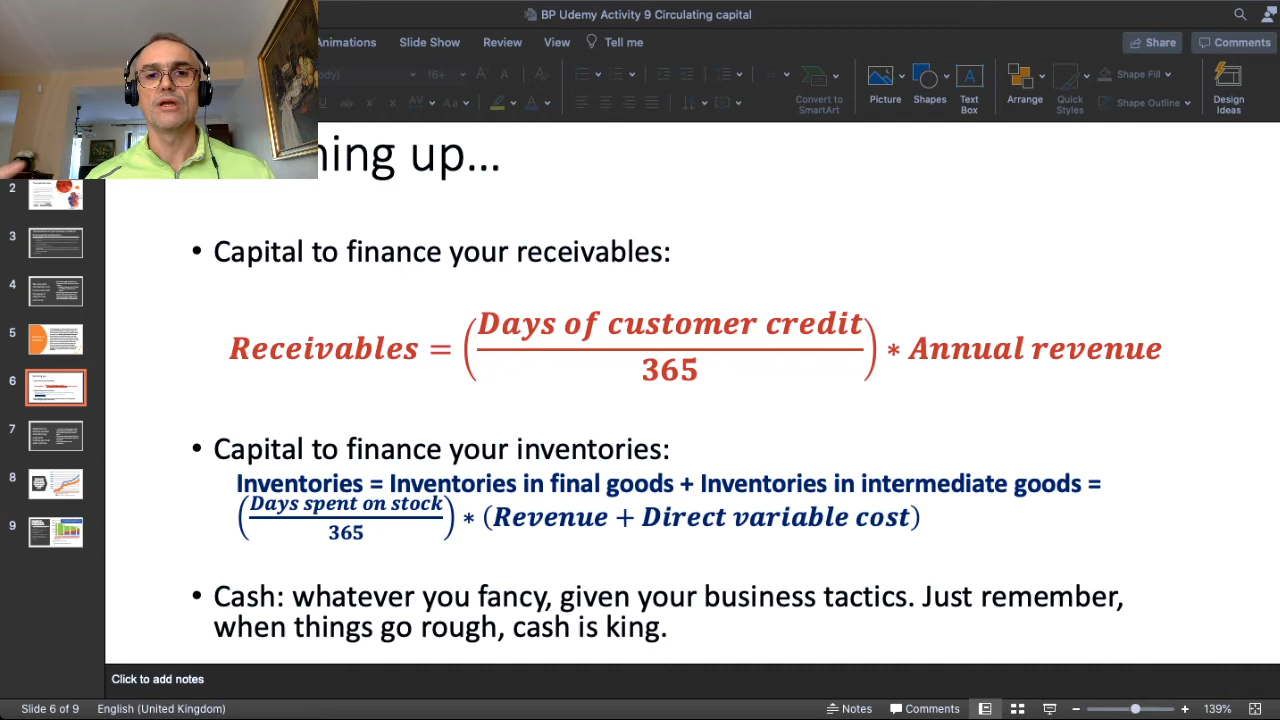 BP Udemy Activity 9 Circulating capital
Animations Slide Show Review View Tell me Share Comments
16+ Aa
Convert to SmartArt Picture Shapes Text Box Arrange Quick Styles Shape Fill Shape Outline Design Ideas
ning up...
2
3
4
5
6
7
8
9
• Capital to finance your receivables:
Receivables = (Days of customer credit / 365) * Annual revenue
• Capital to finance your inventories:
Inventories = Inventories in final goods + Inventories in intermediate goods =
(Days spent on stock / 365) * (Revenue + Direct variable cost)
• Cash: whatever you fancy, given your business tactics. Just remember,
when things go rough, cash is king.
Click to add notes
Slide 6 of 9 English (United Kingdom) Notes Comments 139%